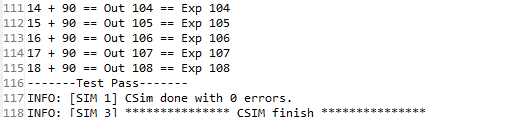 111 14 + 90 == Out 104 == Exp 104
112 15 + 90 == Out 105 == Exp 105
113 16 + 90 == Out 106 == Exp 106
114 17 + 90 == Out 107 == Exp 107
115 18 + 90 == Out 108 == Exp 108
116 -------Test Pass-------
117 INFO: [SIM 1] CSim done with 0 errors.
118 INFO: [SIM 3] *************** CSIM finish ***************